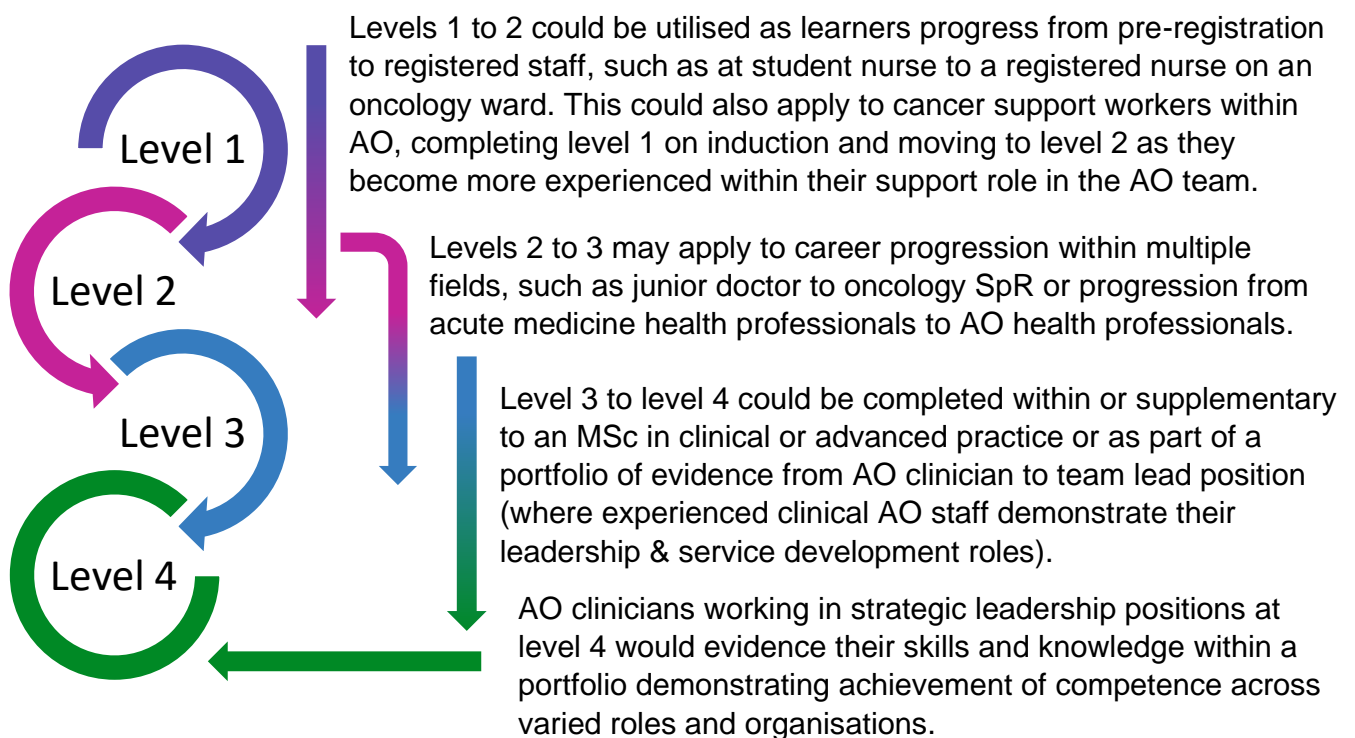 Level 1
Level 2
Level 3
Level 4
Levels 1 to 2 could be utilised as learners progress from pre-registration
to registered staff, such as at student nurse to a registered nurse on an
oncology ward. This could also apply to cancer support workers within
AO, completing level 1 on induction and moving to level 2 as they
become more experienced within their support role in the AO team.
Levels 2 to 3 may apply to career progression within multiple
fields, such as junior doctor to oncology SpR or progression from
acute medicine health professionals to AO health professionals.
Level 3 to level 4 could be completed within or supplementary
to an MSc in clinical or advanced practice or as part of a
portfolio of evidence from AO clinician to team lead position
(where experienced clinical AO staff demonstrate their
leadership & service development roles).
AO clinicians working in strategic leadership positions at
level 4 would evidence their skills and knowledge within a
portfolio demonstrating achievement of competence across
varied roles and organisations.